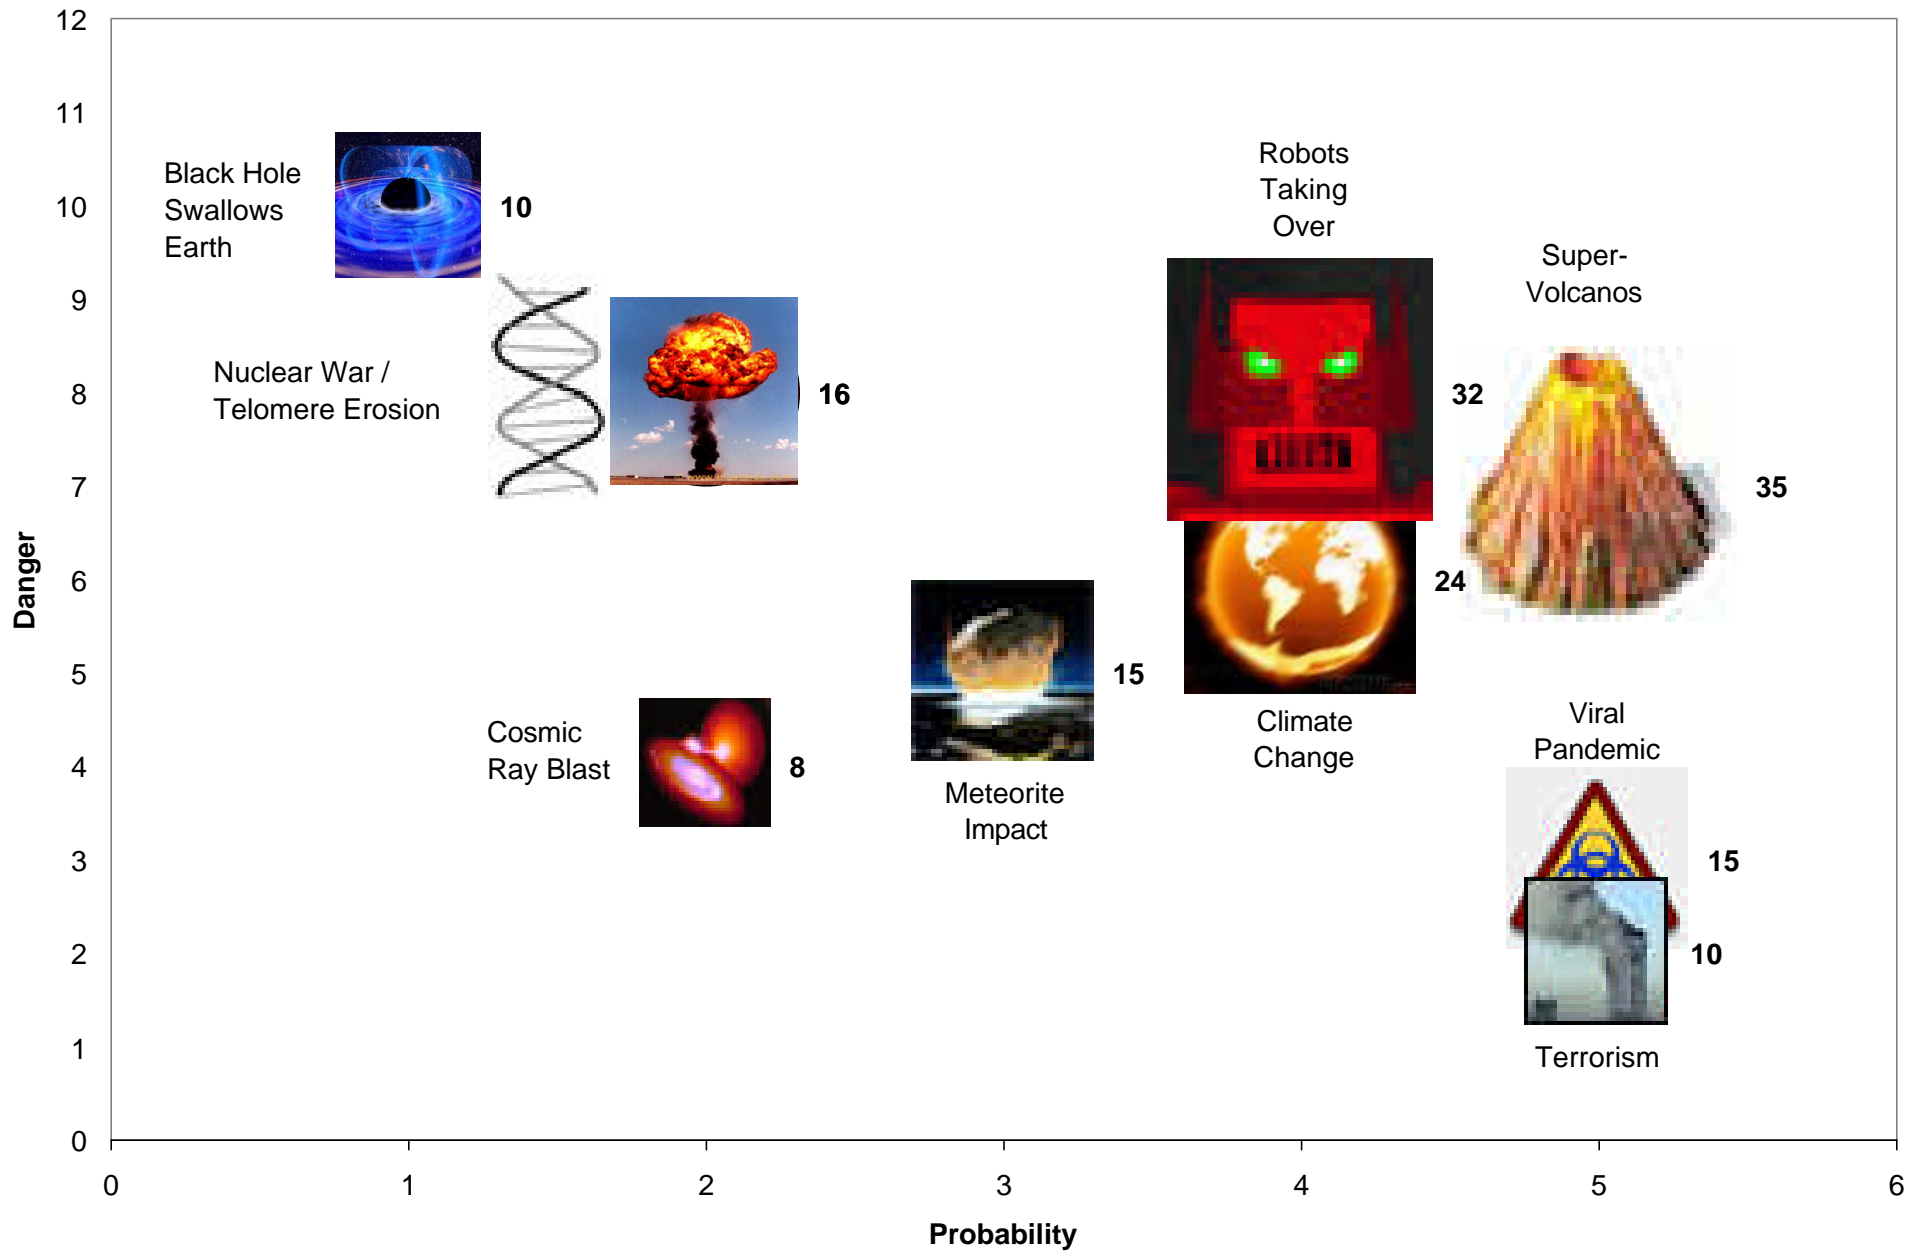 12
11
10
9
8
7
6
5
4
3
2
1
0
Danger
Black Hole
Swallows
Earth
10
Nuclear War /
Telomere Erosion
16
Cosmic
Ray Blast
8
15
Meteorite
Impact
Robots
Taking
Over
32
24
Climate
Change
Super-
Volcanos
35
Viral
Pandemic
15
10
Terrorism
0
1
2
3
4
5
6
Probability